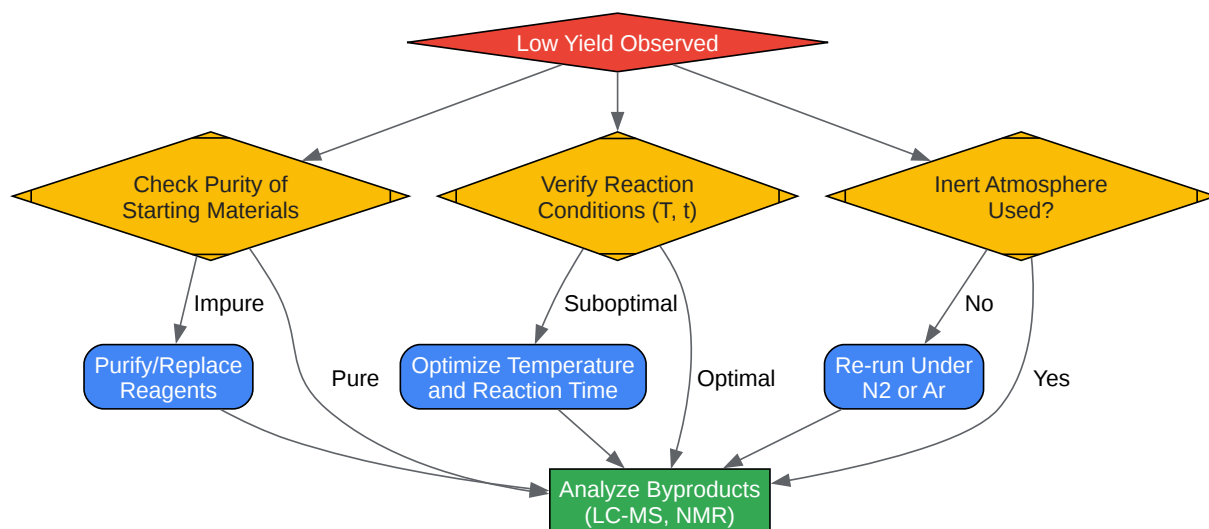 Low Yield Observed
Check Purity of
Starting Materials
Verify Reaction
Conditions (T, t)
Inert Atmosphere
Used?
Impure
Suboptimal
No
Purify/Replace
Reagents
Pure
Optimize Temperature
and Reaction Time
Optimal
Re-run Under
N2 or Ar
Yes
Analyze Byproducts
(LC-MS, NMR)